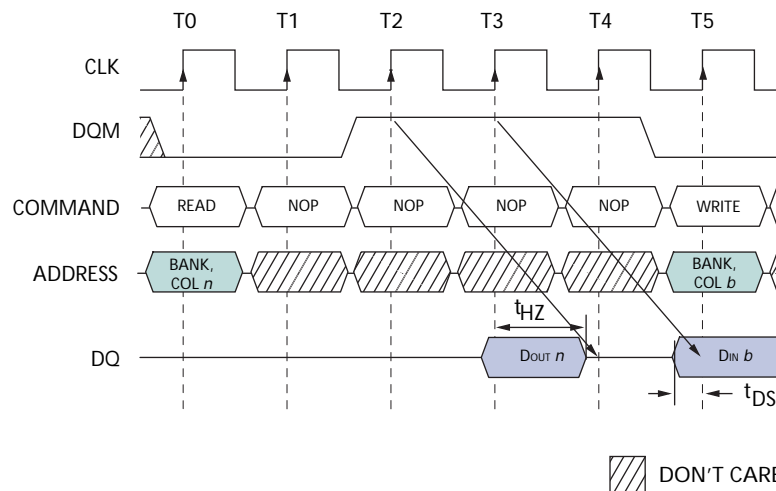 T0 T1 T2 T3 T4 T5
CLK
DQM
COMMAND READ NOP NOP NOP NOP WRITE
ADDRESS BANK, COL n BANK, COL b
tHZ
DQ DOUT n DIN b
tDS
DON'T CARE